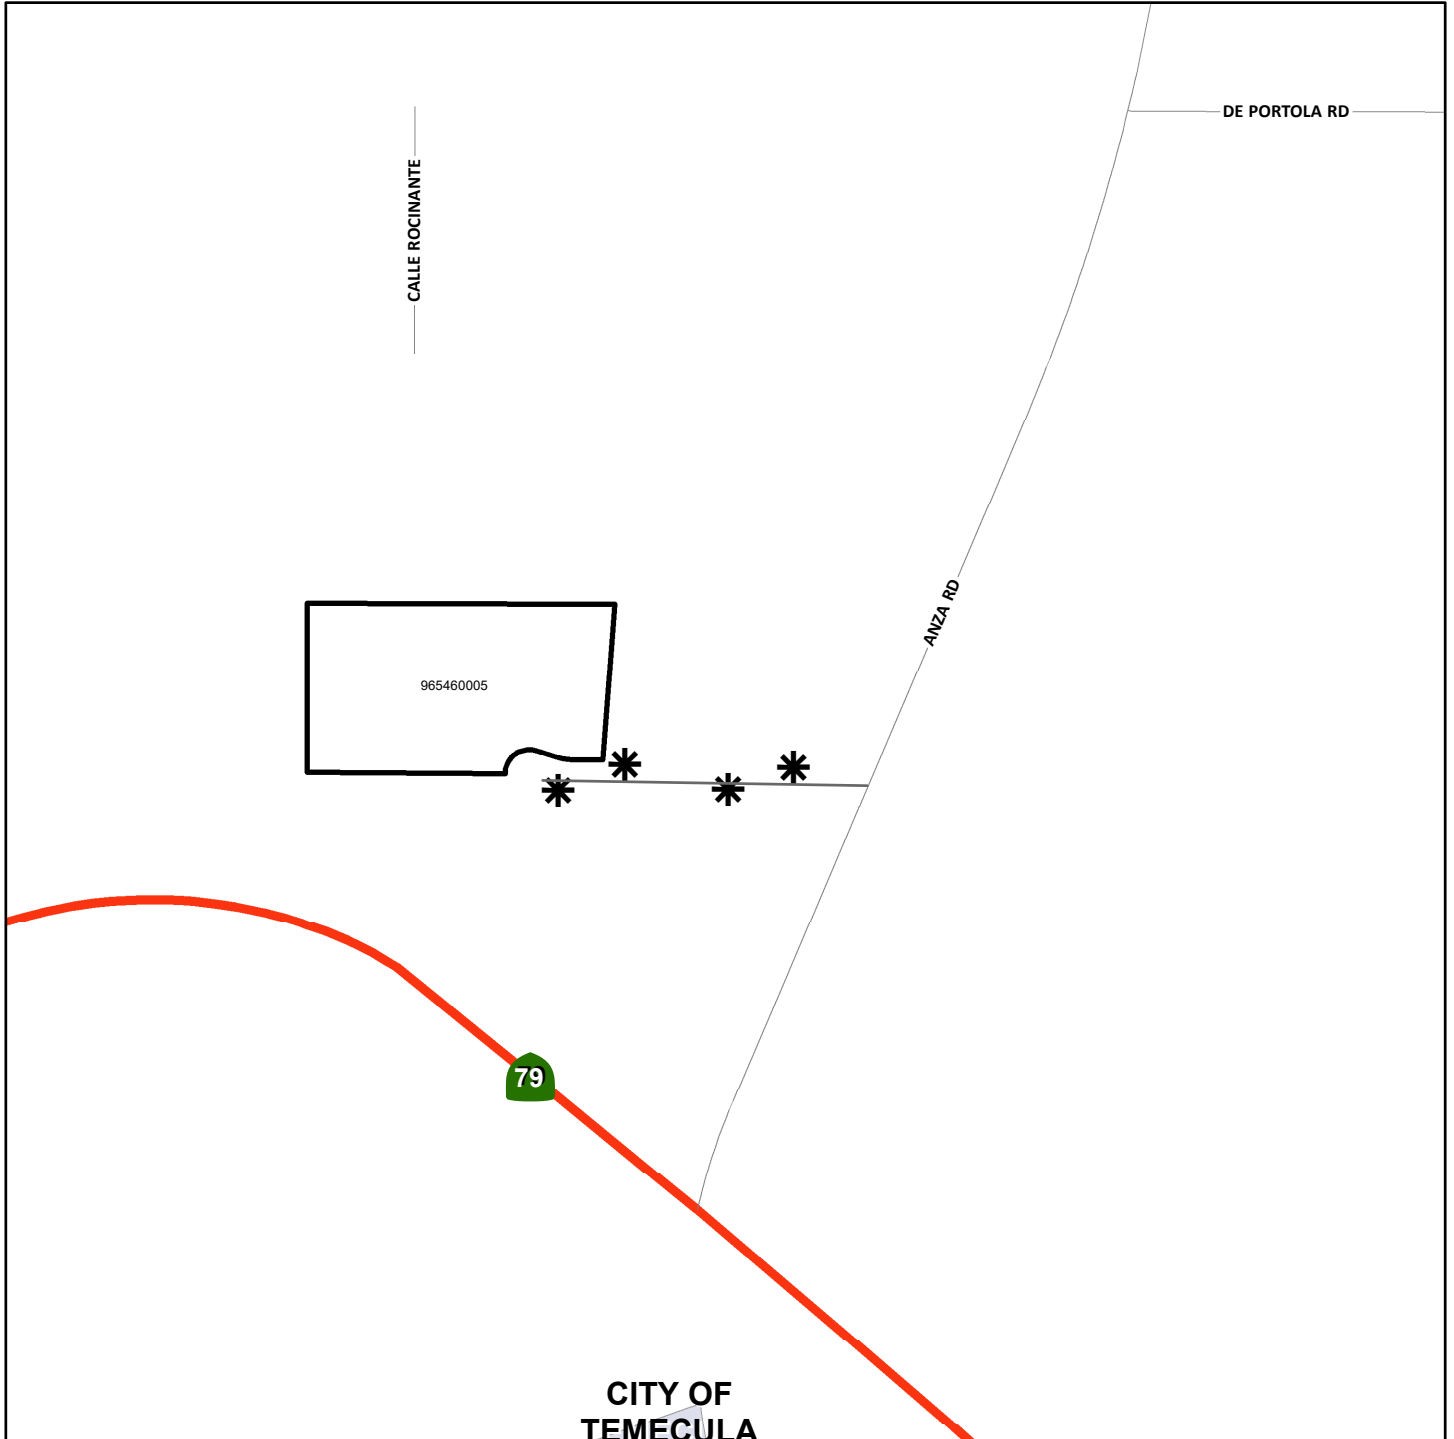 DE PORTOLA RD
CALLE ROCINANTE
ANZA RD
965460005
79
CITY OF
TEMECULA